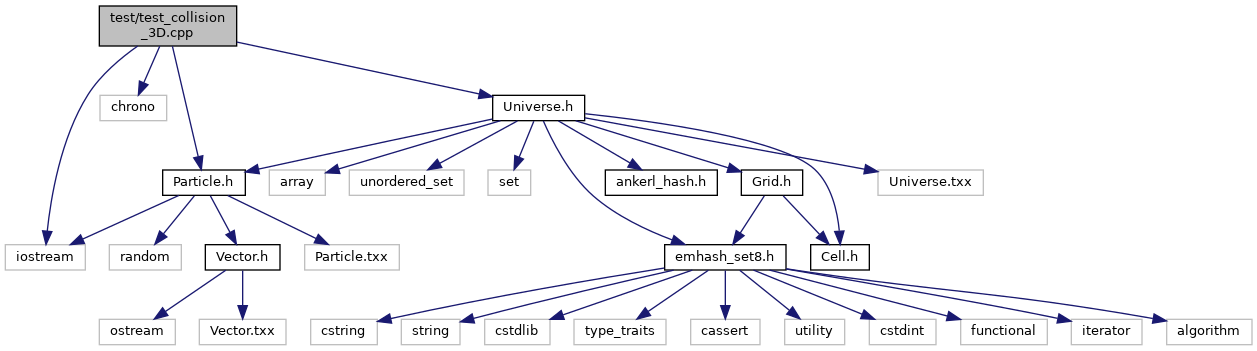 test/test_collision
_3D.cpp
chrono
Universe.h
Particle.h
array
unordered_set
set
ankerl_hash.h
Grid.h
Universe.txx
iostream
random
Vector.h
Particle.txx
emhash_set8.h
Cell.h
ostream
Vector.txx
cstring
string
cstdlib
type_traits
cassert
utility
cstdint
functional
iterator
algorithm